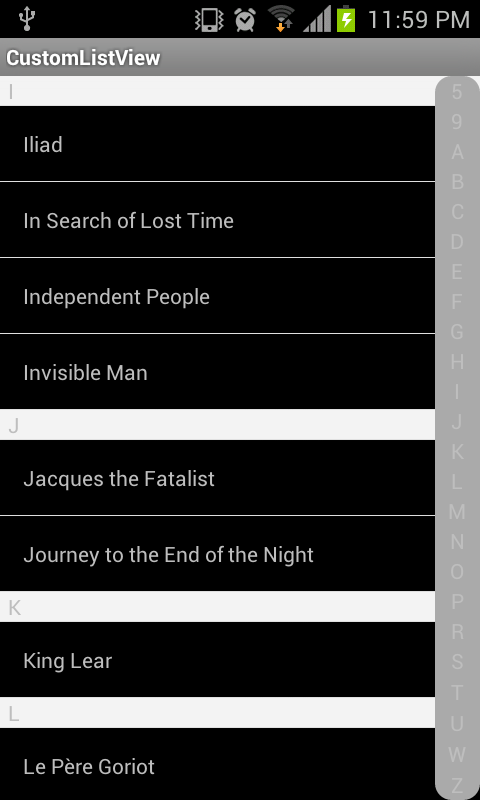 11:59 PM
CustomListView
I
Iliad
In Search of Lost Time
Independent People
Invisible Man
J
Jacques the Fatalist
Journey to the End of the Night
K
King Lear
L
Le Père Goriot
5
9
A
B
C
D
E
F
G
H
I
J
K
L
M
N
O
P
R
S
T
U
W
Z